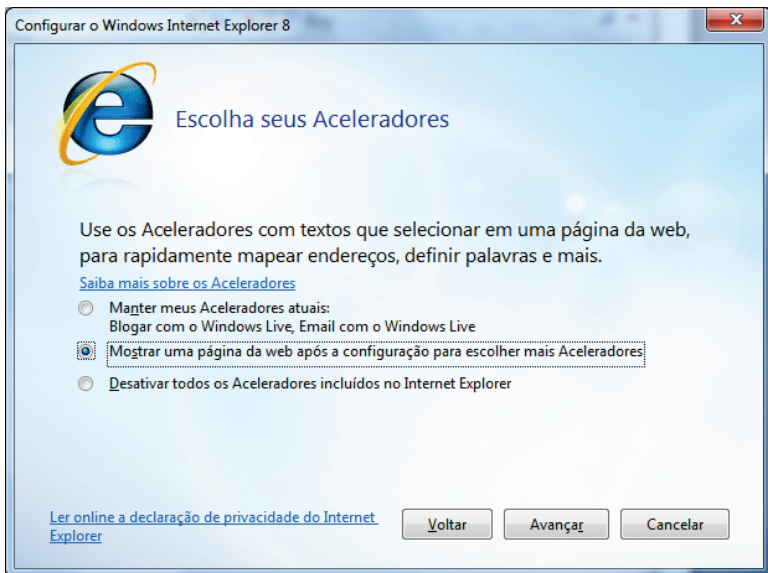 Configurar o Windows Internet Explorer 8
Escolha seus Aceleradores
Use os Aceleradores com textos que selecionar em uma página da web,
para rapidamente mapear endereços, definir palavras e mais.
Saiba mais sobre os Aceleradores
Manter meus Aceleradores atuais:
Blogar com o Windows Live, Email com o Windows Live
Mostrar uma página da web após a configuração para escolher mais Aceleradores
Desativar todos os Aceleradores incluídos no Internet Explorer
Ler online a declaração de privacidade do Internet
Explorer
Voltar
Avançar
Cancelar